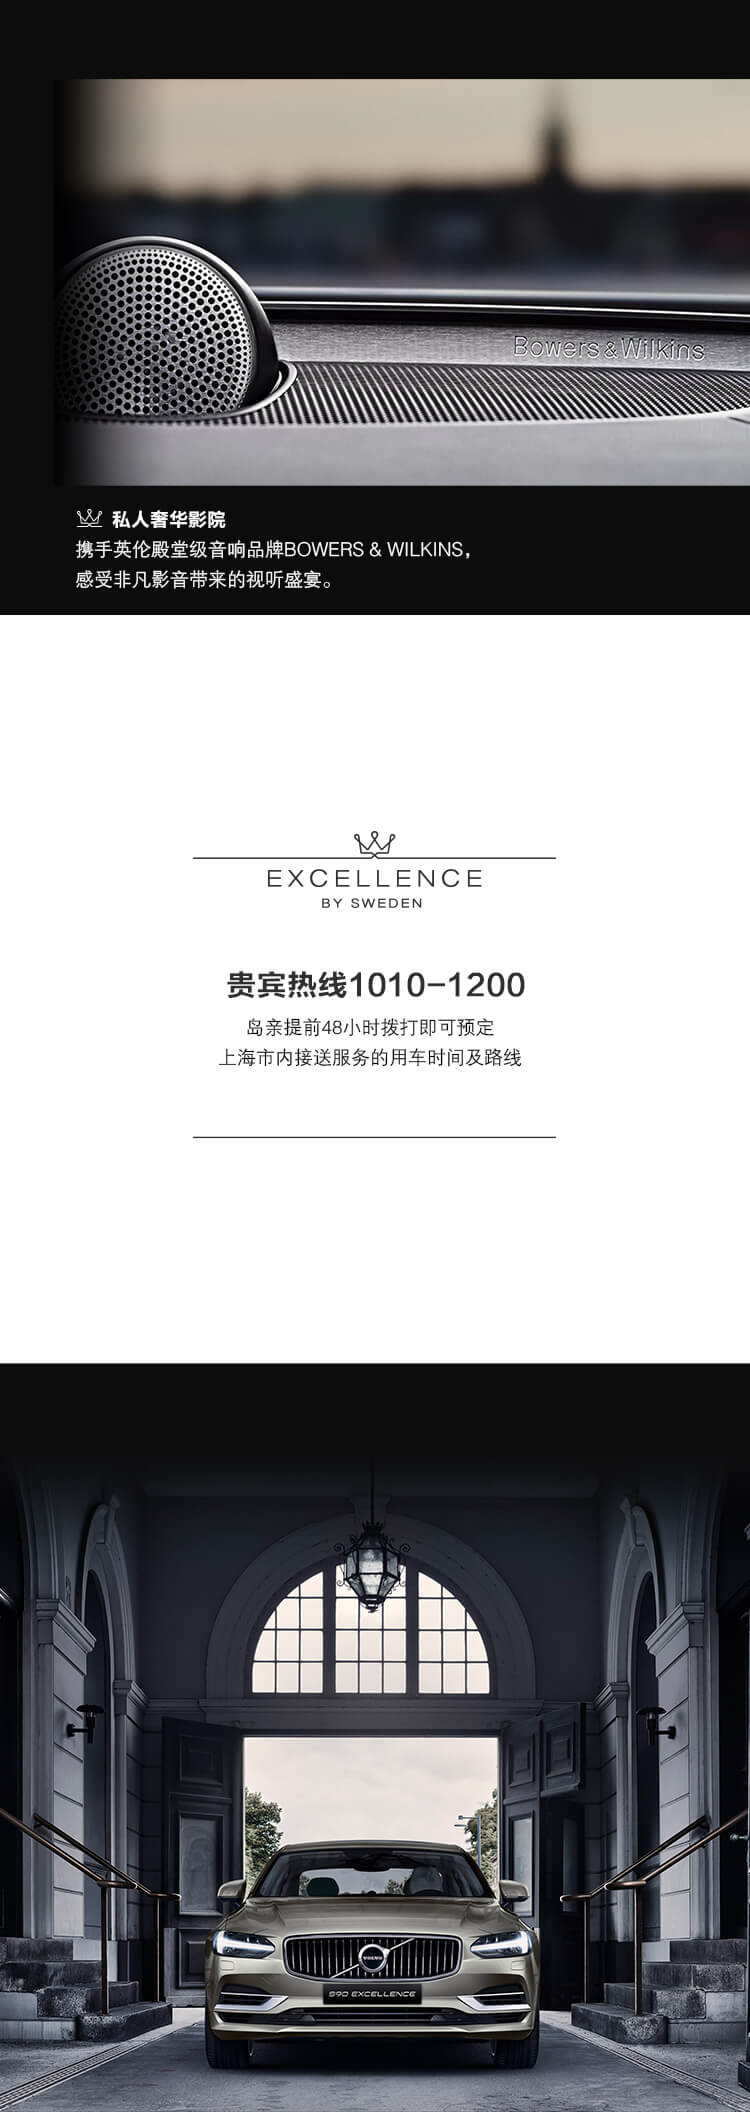 Bowers & Wilkins
私人奢华影院
携手英伦殿堂级音响品牌BOWERS & WILKINS，
感受非凡影音带来的视听盛宴。
EXCELLENCE
BY SWEDEN
贵宾热线1010-1200
岛亲提前48小时拨打即可预定
上海市内接送服务的用车时间及路线
VOLVO
S90 EXCELLENCE